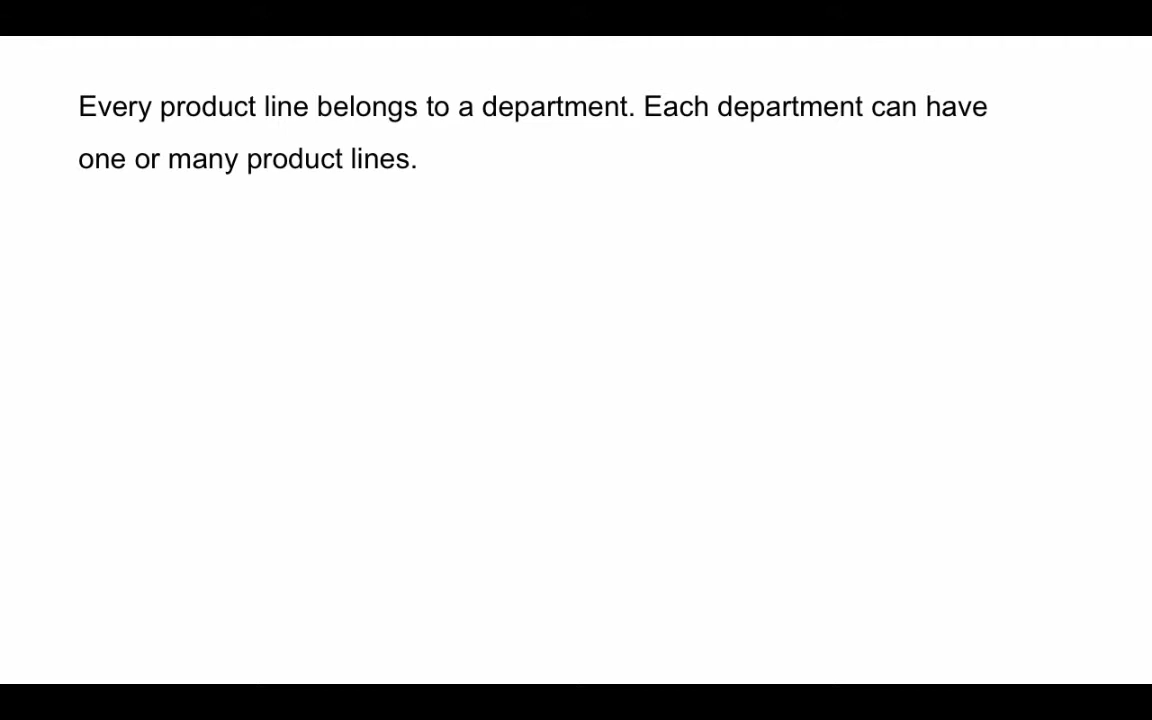 Every product line belongs to a department. Each department can have
one or many product lines.